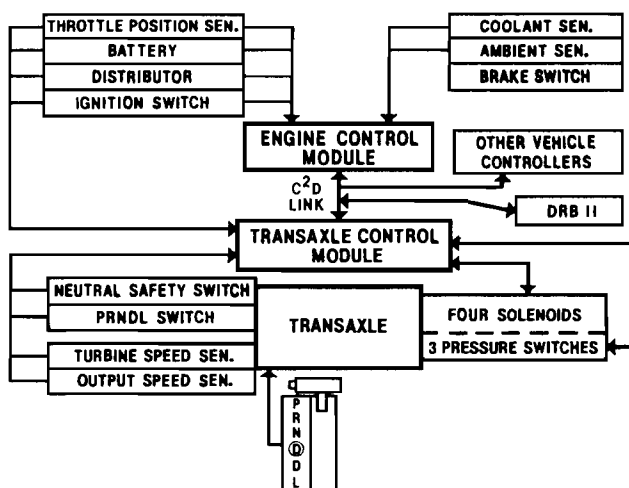 THROTTLE POSITION SEN.
BATTERY
DISTRIBUTOR
IGNITION SWITCH
COOLANT SEN.
AMBIENT SEN.
BRAKE SWITCH
ENGINE CONTROL
MODULE
OTHER VEHICLE
CONTROLLERS
C²D
LINK
DRB II
TRANSAXLE CONTROL
MODULE
NEUTRAL SAFETY SWITCH
PRNDL SWITCH
TURBINE SPEED SEN.
OUTPUT SPEED SEN.
TRANSAXLE
FOUR SOLENOIDS
3 PRESSURE SWITCHES
P
R
N
D
D
L